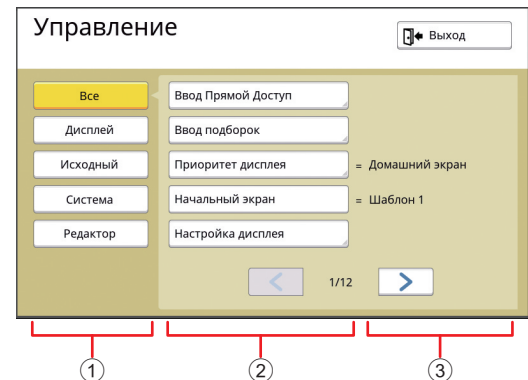 Управление
Выход
Все
Ввод Прямой Доступ
Дисплей
Ввод подборок
Исходный
Приоритет дисплея = Домашний экран
Система
Начальный экран = Шаблон 1
Редактор
Настройка дисплея
1/12
1 2 3